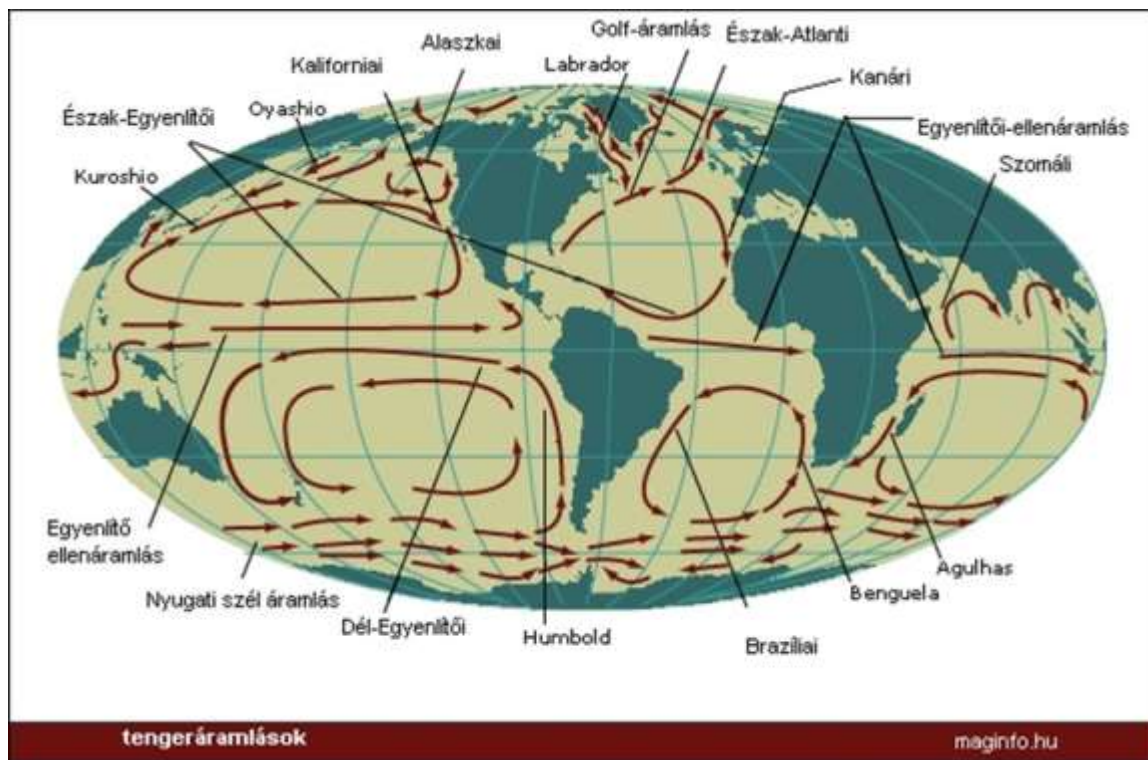 Golf-áramlás
Észak-Atlanti
Alaszkai
Kaliforniai
Labrador
Kanári
Oyashio
Észak-Egyenlítői
Egyenlítői-ellenáramlás
Szomáli
Kuroshio
Egyenlítő
ellenáramlás
Nyugati szél áramlás
Dél-Egyenlítői
Humbold
Brazíliai
Benguela
Agulhas
tengeráramlások
maginfo.hu